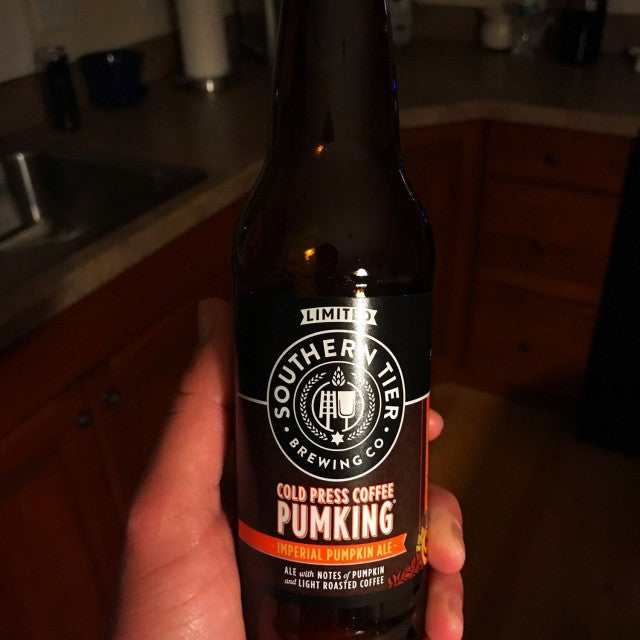 LIMITED
SOUTHERN TIER
BREWING CO
COLD PRESS COFFEE
PUMKING
- IMPERIAL PUMPKIN ALE -
ALE with NOTES of PUMPKIN
and LIGHT ROASTED COFFEE